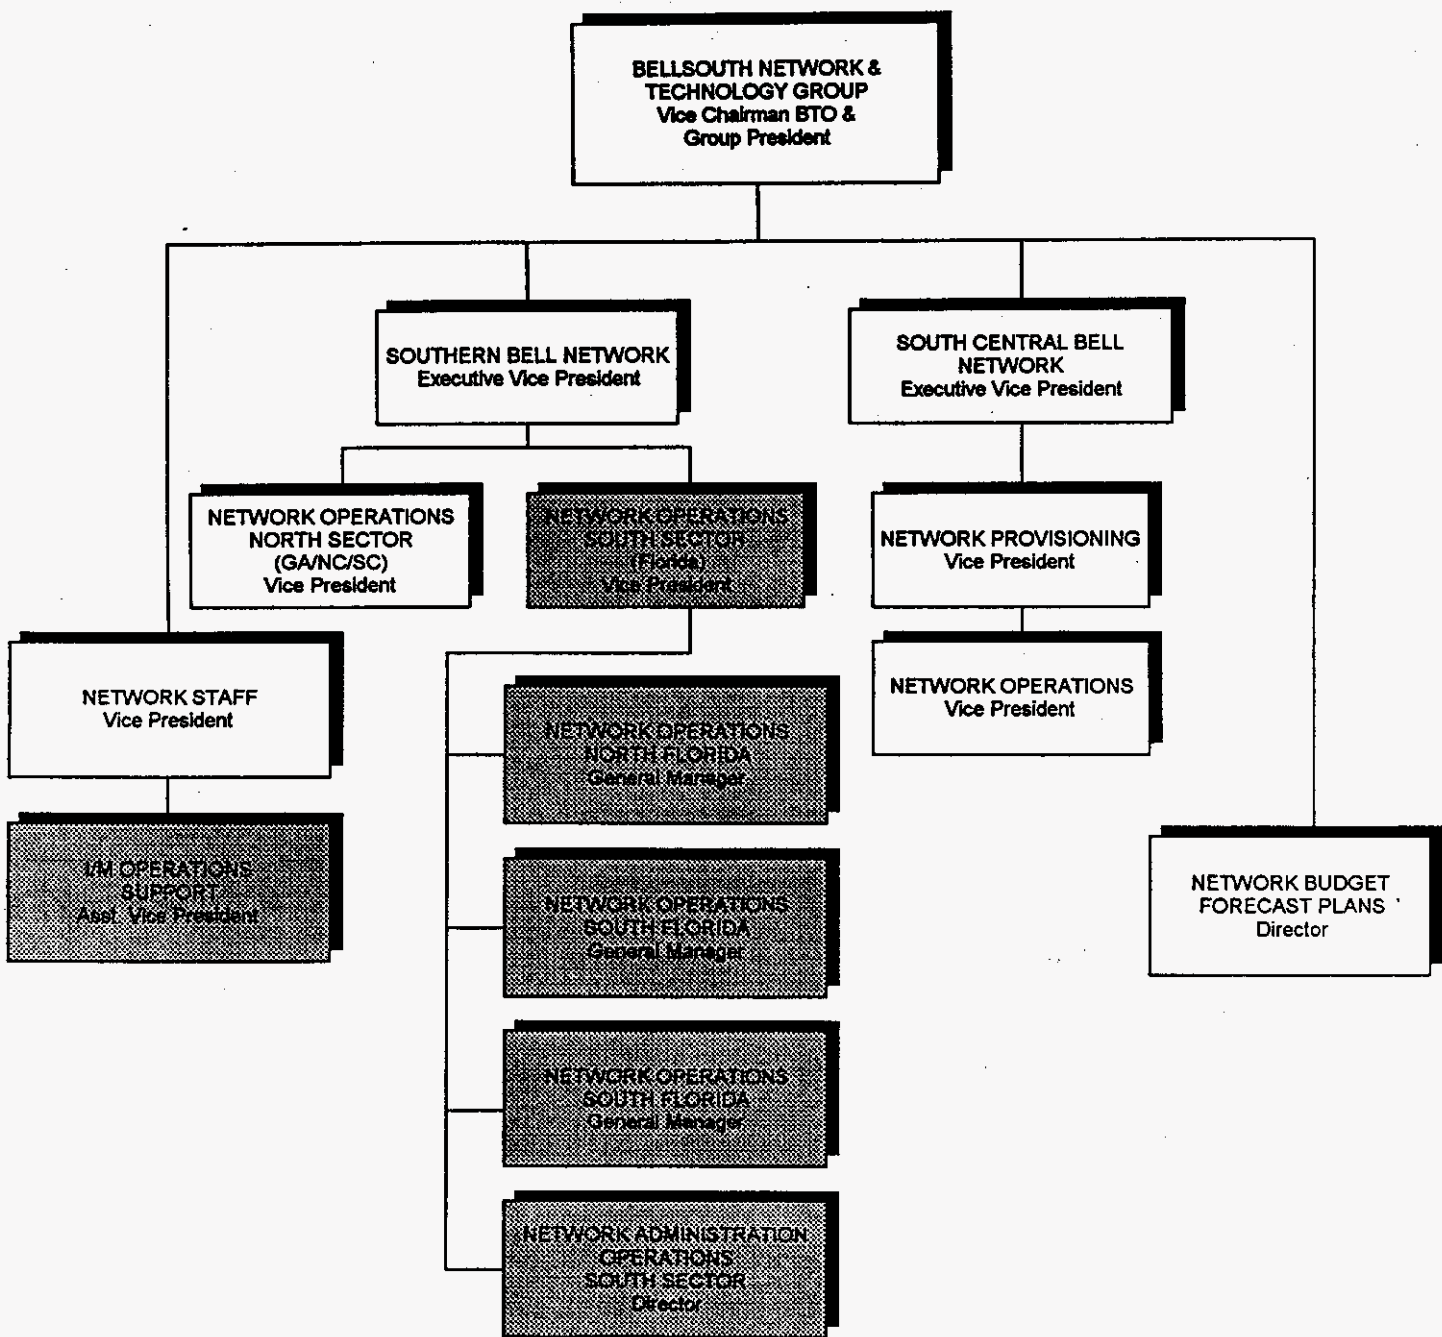 BELLSOUTH NETWORK &
TECHNOLOGY GROUP
Vice Chairman BTO &
Group President
SOUTHERN BELL NETWORK
Executive Vice President
SOUTH CENTRAL BELL
NETWORK
Executive Vice President
NETWORK OPERATIONS
NORTH SECTOR
(GA/NC/SC)
Vice President
NETWORK OPERATIONS
SOUTH SECTOR
(Florida)
Vice President
NETWORK PROVISIONING
Vice President
NETWORK STAFF
Vice President
NETWORK OPERATIONS
Vice President
NETWORK OPERATIONS
NORTH FLORIDA
General Manager
I/M OPERATIONS
SUPPORT
Asst. Vice President
NETWORK OPERATIONS
SOUTH FLORIDA
General Manager
NETWORK BUDGET
FORECAST PLANS
Director
NETWORK OPERATIONS
SOUTH FLORIDA
General Manager
NETWORK ADMINISTRATION
OPERATIONS
SOUTH SECTOR
Director